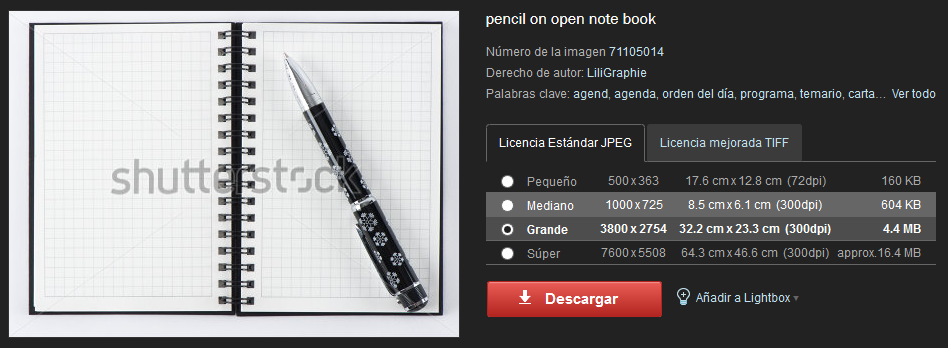 shutterstock
pencil on open note book
Número de la imagen 71105014
Derecho de autor: LiliGraphie
Palabras clave: agend, agenda, orden del día, programa, temario, carta... Ver todo
Licencia Estándar JPEG Licencia mejorada TIFF
Pequeño 500 x 363 17.6 cm x 12.8 cm (72dpi) 160 KB
Mediano 1000 x 725 8.5 cm x 6.1 cm (300dpi) 604 KB
Grande 3800 x 2754 32.2 cm x 23.3 cm (300dpi) 4.4 MB
Súper 7600 x 5508 64.3 cm x 46.6 cm (300dpi) approx.16.4 MB
Descargar Añadir a Lightbox